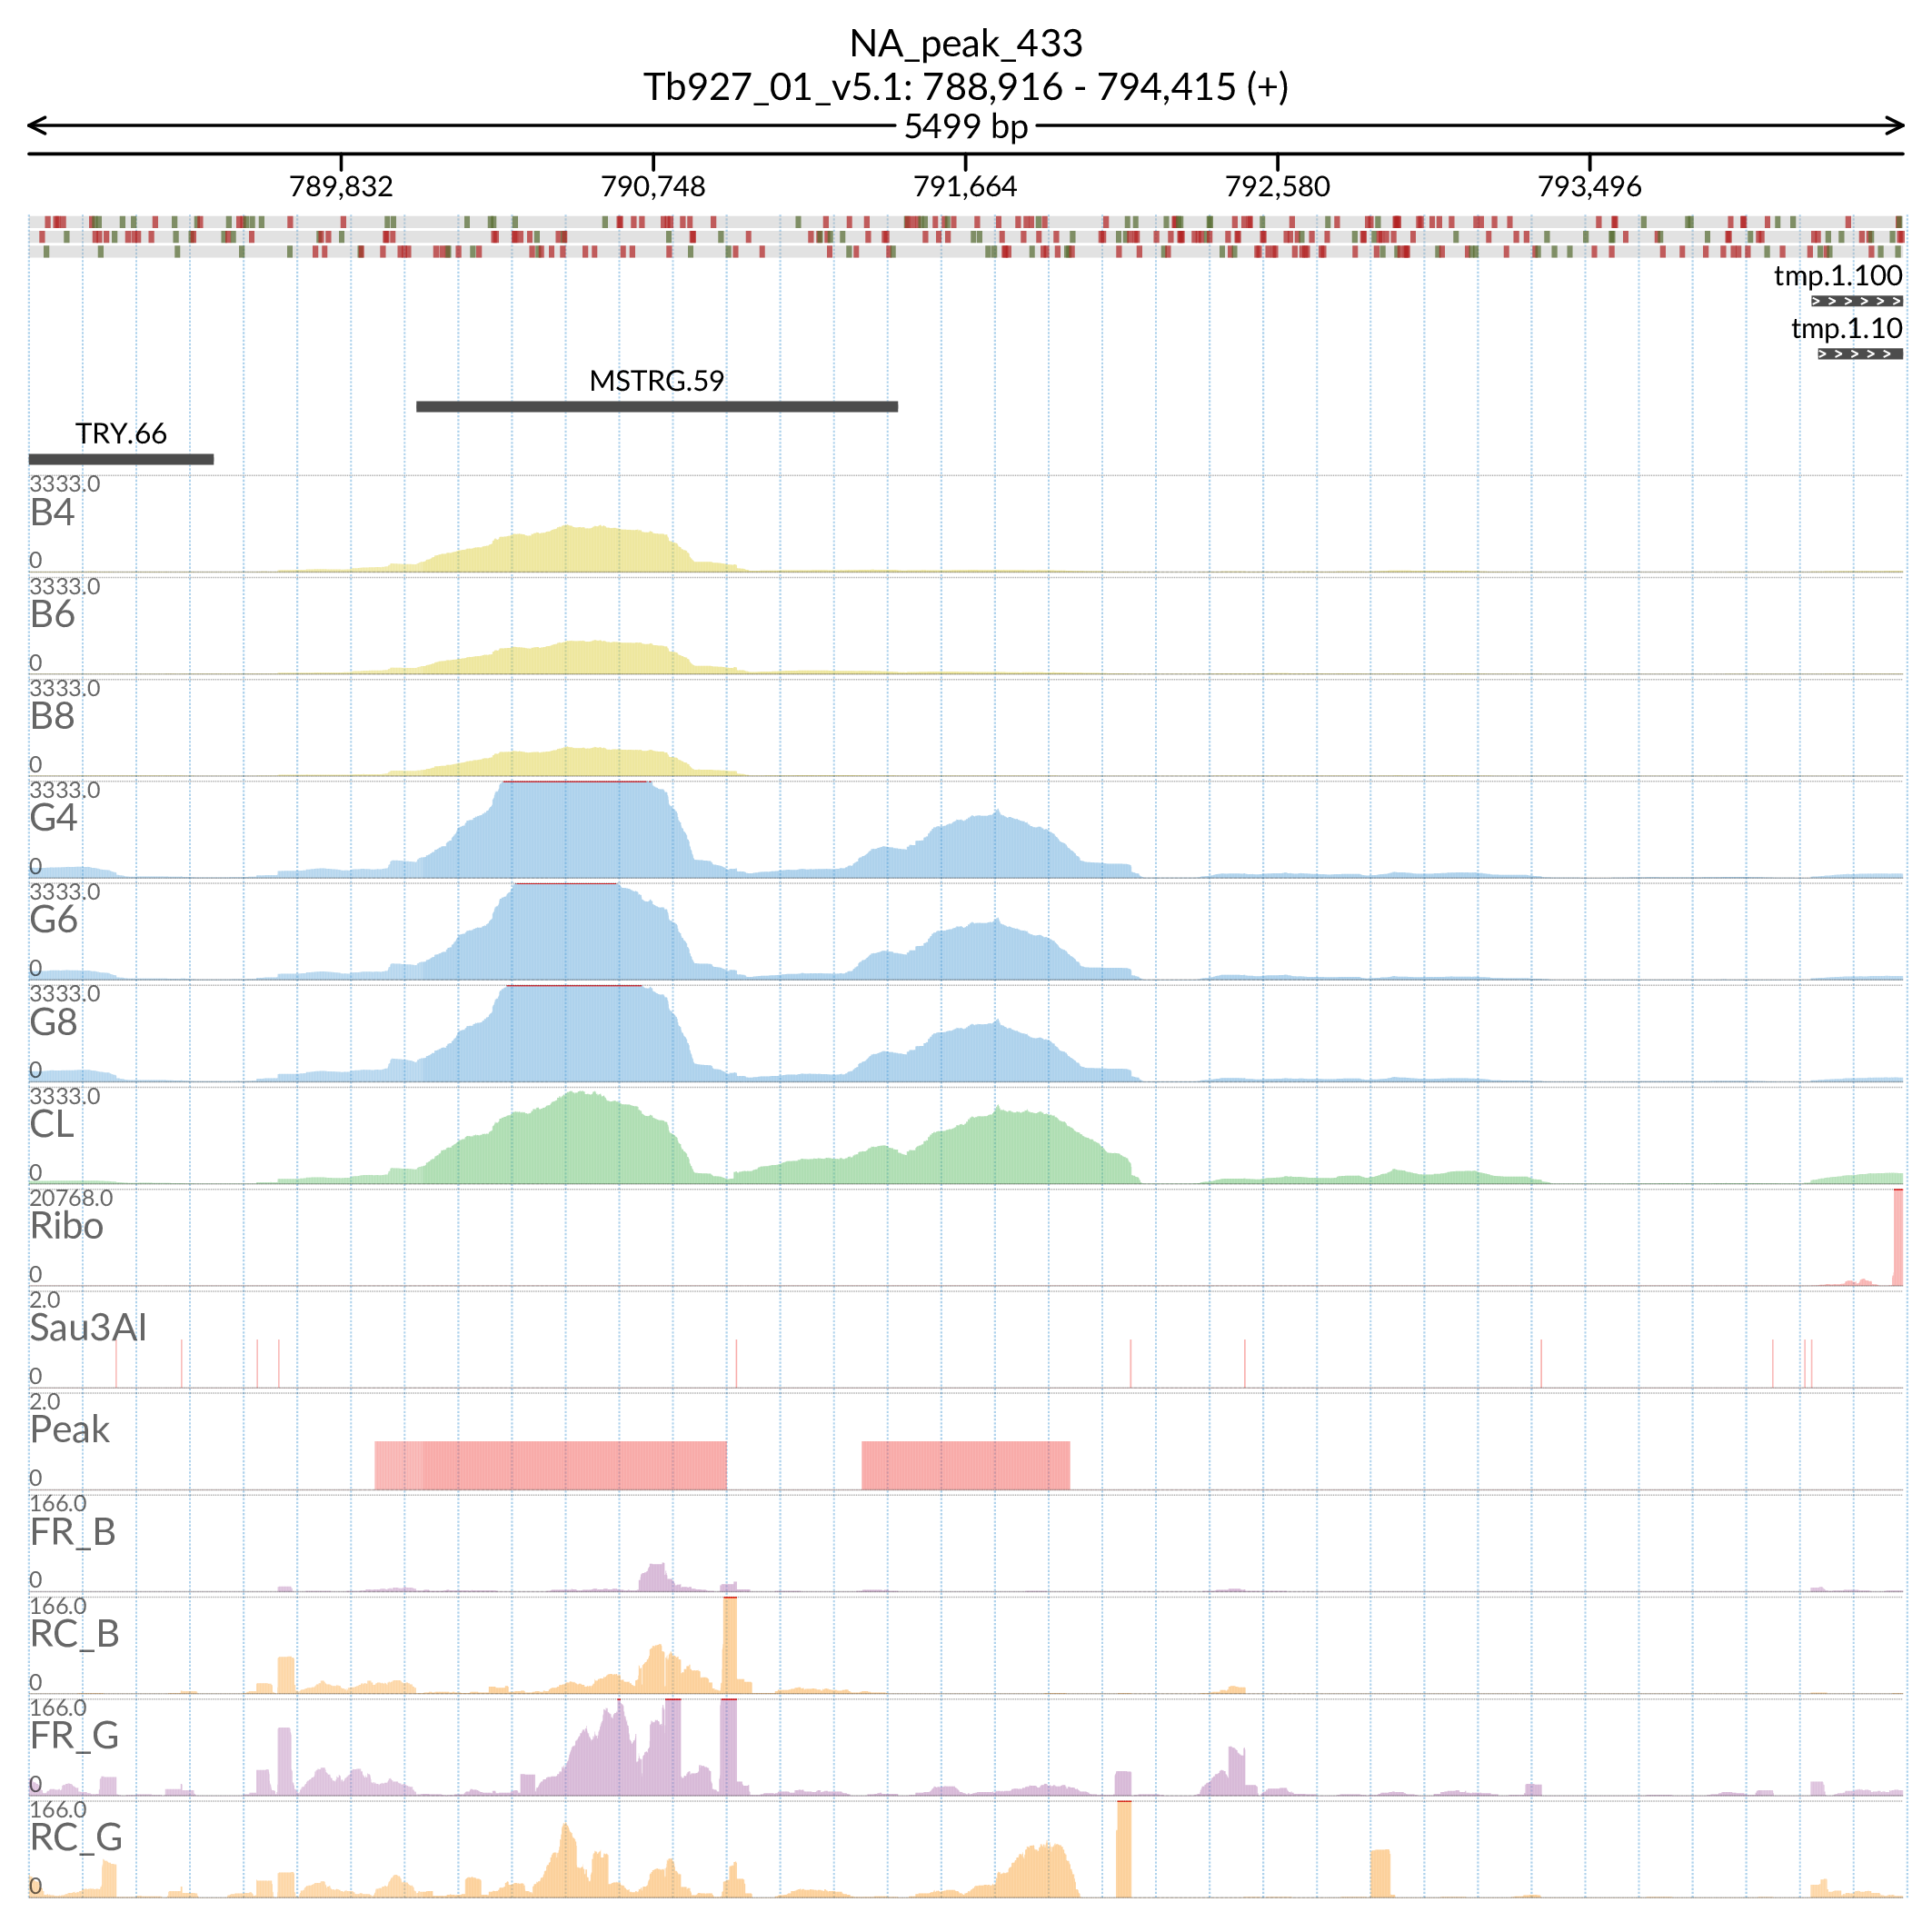 NA_peak_433
Tb927_01_v5.1: 788,916 - 794,415 (+)
5499 bp
789,832 790,748 791,664 792,580 793,496
tmp.1.100
tmp.1.10
MSTRG.59
TRY.66
3333.0
B4
0
3333.0
B6
0
3333.0
B8
0
3333.0
G4
0
3333.0
G6
0
3333.0
G8
0
3333.0
CL
0
20768.0
Ribo
0
2.0
Sau3AI
0
2.0
Peak
0
166.0
FR_B
0
166.0
RC_B
0
166.0
FR_G
0
166.0
RC_G
0